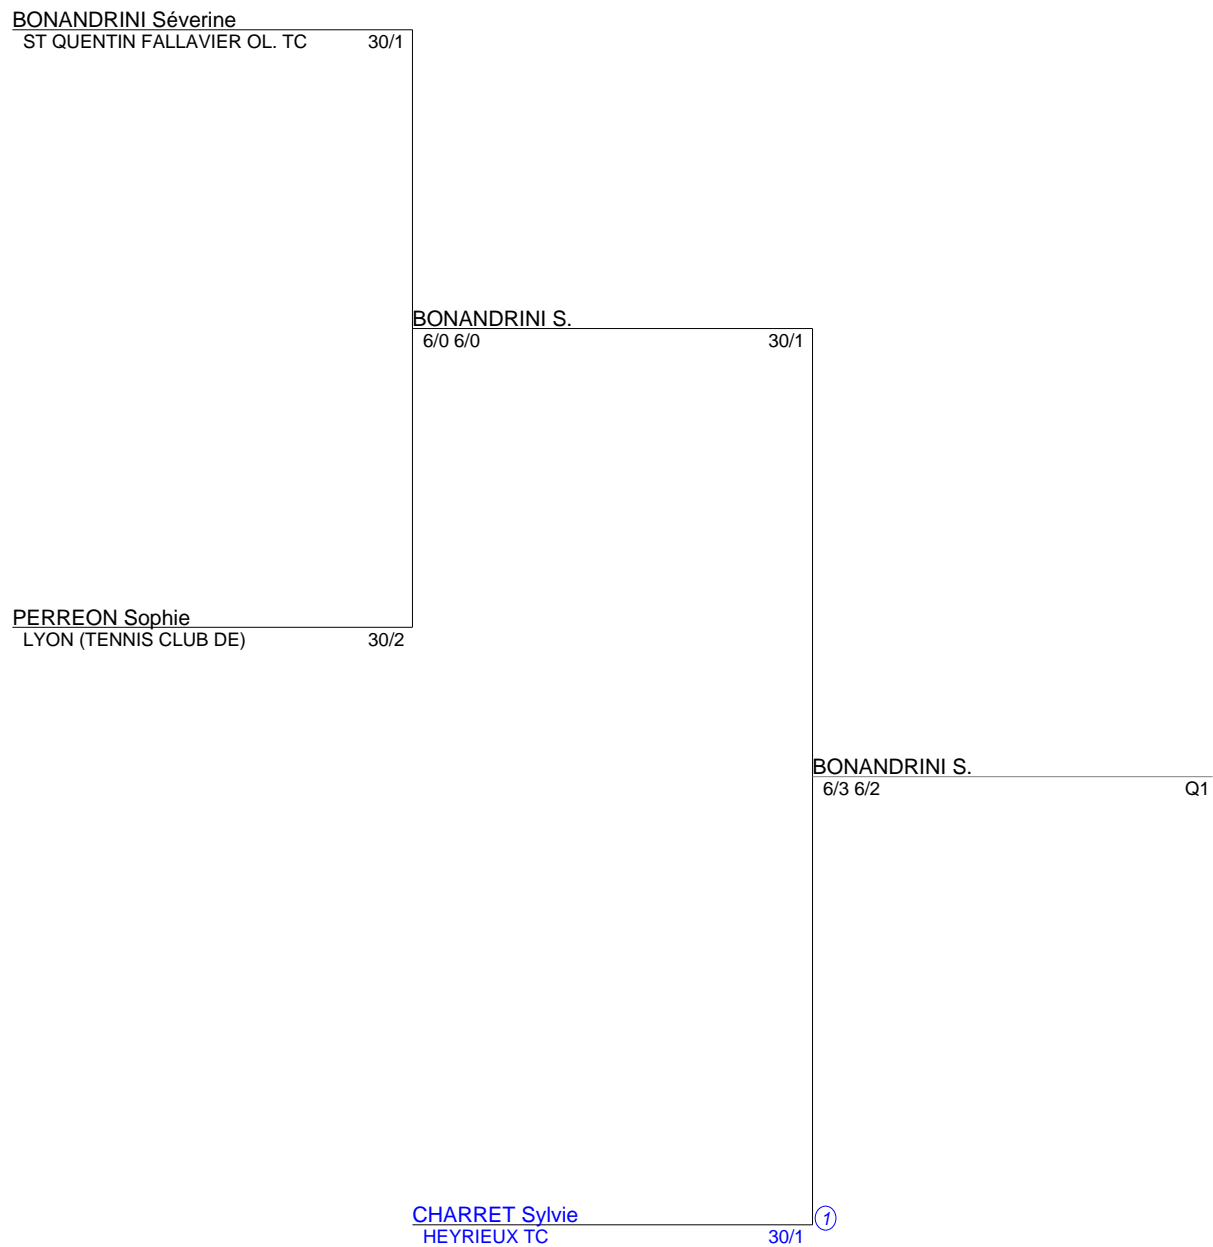 BONANDRINI Séverine
ST QUENTIN FALLAVIER OL. TC 30/1
BONANDRINI S.
6/0 6/0 30/1
PERREON Sophie
LYON (TENNIS CLUB DE) 30/2
BONANDRINI S.
6/3 6/2 Q1
CHARRET Sylvie 1
HEYRIEUX TC 30/1